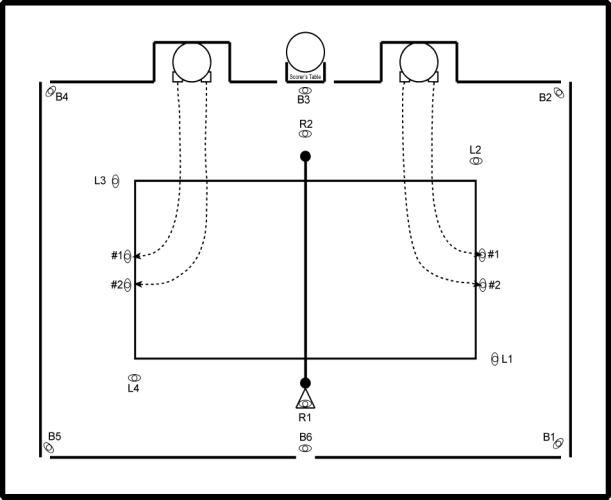 Scorer's Table
B4
B3
B2
R2
L2
L3
#1
#1
#2
#2
L1
L4
R1
B5
B6
B1